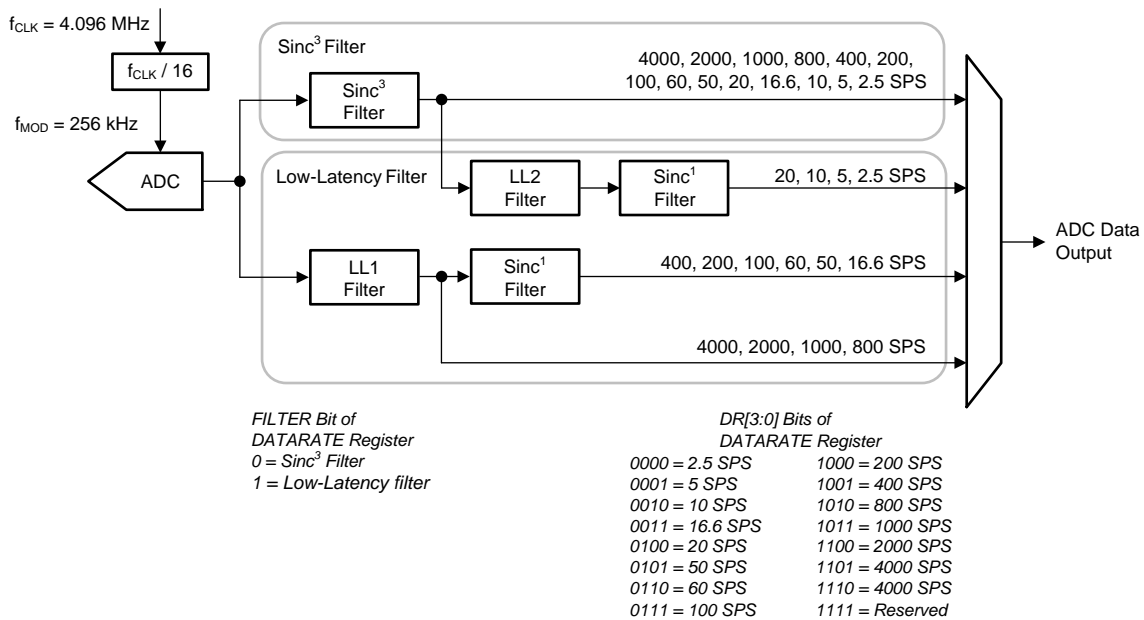 f_CLK = 4.096 MHz
f_CLK / 16
f_MOD = 256 kHz
ADC
Sinc³ Filter
Sinc³
Filter
4000, 2000, 1000, 800, 400, 200,
100, 60, 50, 20, 16.6, 10, 5, 2.5 SPS
Low-Latency Filter
LL2
Filter
Sinc¹
Filter
20, 10, 5, 2.5 SPS
LL1
Filter
Sinc¹
Filter
400, 200, 100, 60, 50, 16.6 SPS
4000, 2000, 1000, 800 SPS
ADC Data
Output
FILTER Bit of
DATARATE Register
0 = Sinc³ Filter
1 = Low-Latency filter
DR[3:0] Bits of
DATARATE Register
0000 = 2.5 SPS
0001 = 5 SPS
0010 = 10 SPS
0011 = 16.6 SPS
0100 = 20 SPS
0101 = 50 SPS
0110 = 60 SPS
0111 = 100 SPS
1000 = 200 SPS
1001 = 400 SPS
1010 = 800 SPS
1011 = 1000 SPS
1100 = 2000 SPS
1101 = 4000 SPS
1110 = 4000 SPS
1111 = Reserved